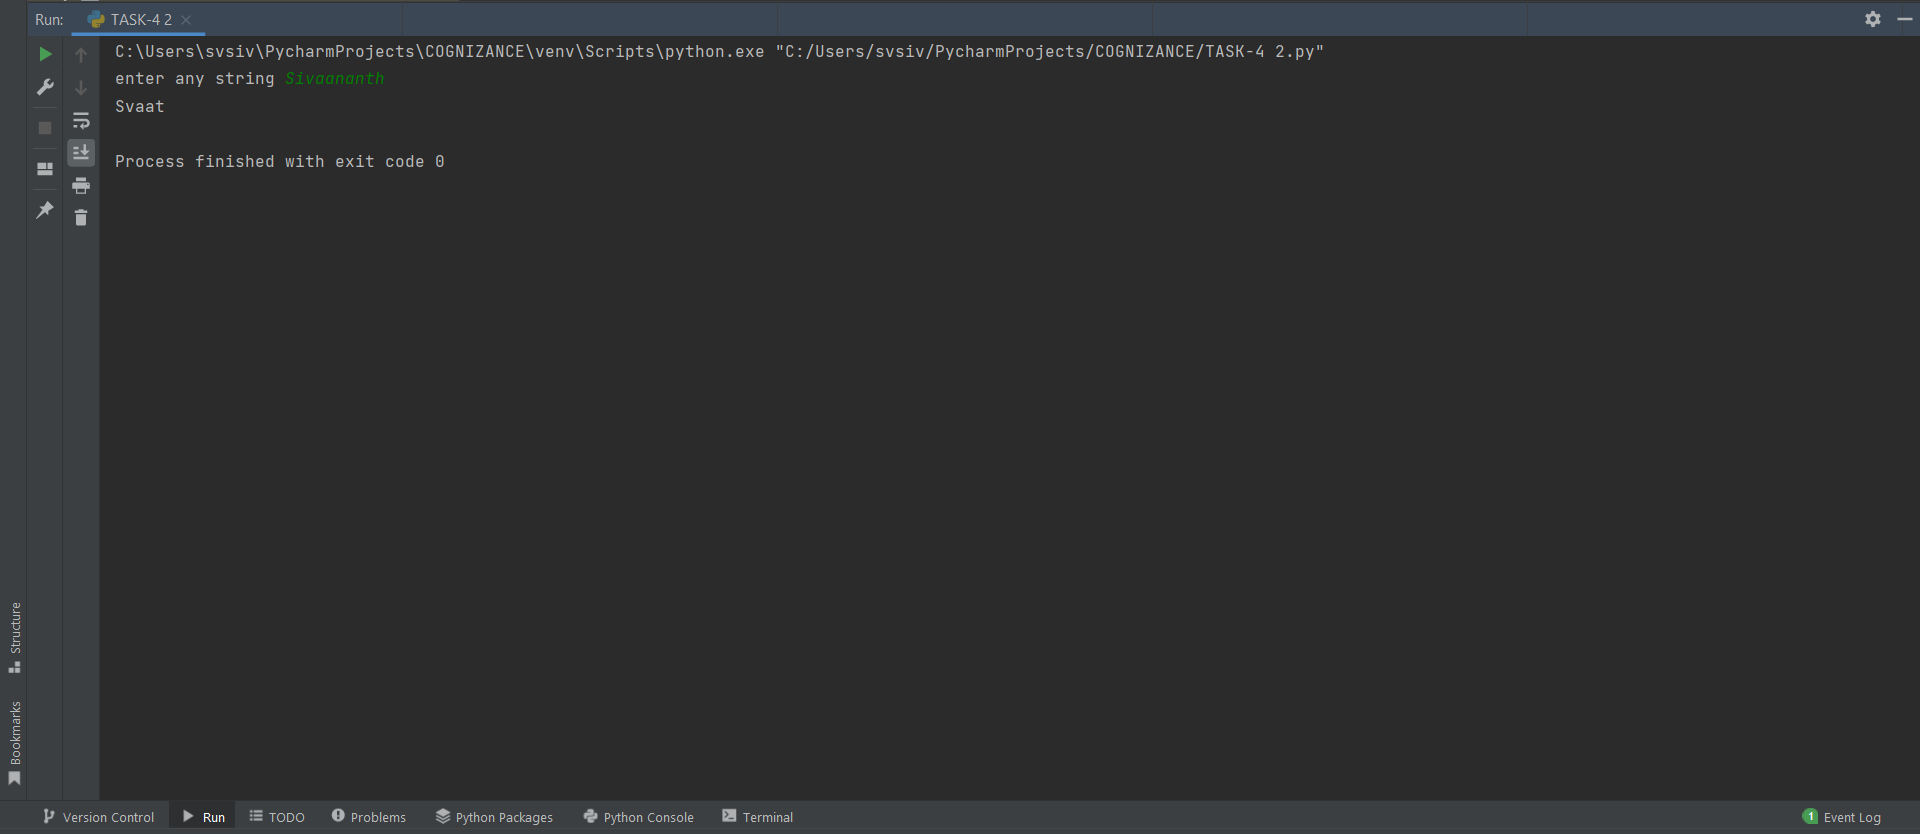 Run: TASK-4 2
C:\Users\svsiv\PycharmProjects\COGNIZANCE\venv\Scripts\python.exe "C:/Users/svsiv/PycharmProjects/COGNIZANCE/TASK-4 2.py"
enter any string Sivaananth
Svaat
Process finished with exit code 0
Structure
Bookmarks
Version Control Run TODO Problems Python Packages Python Console Terminal 1 Event Log